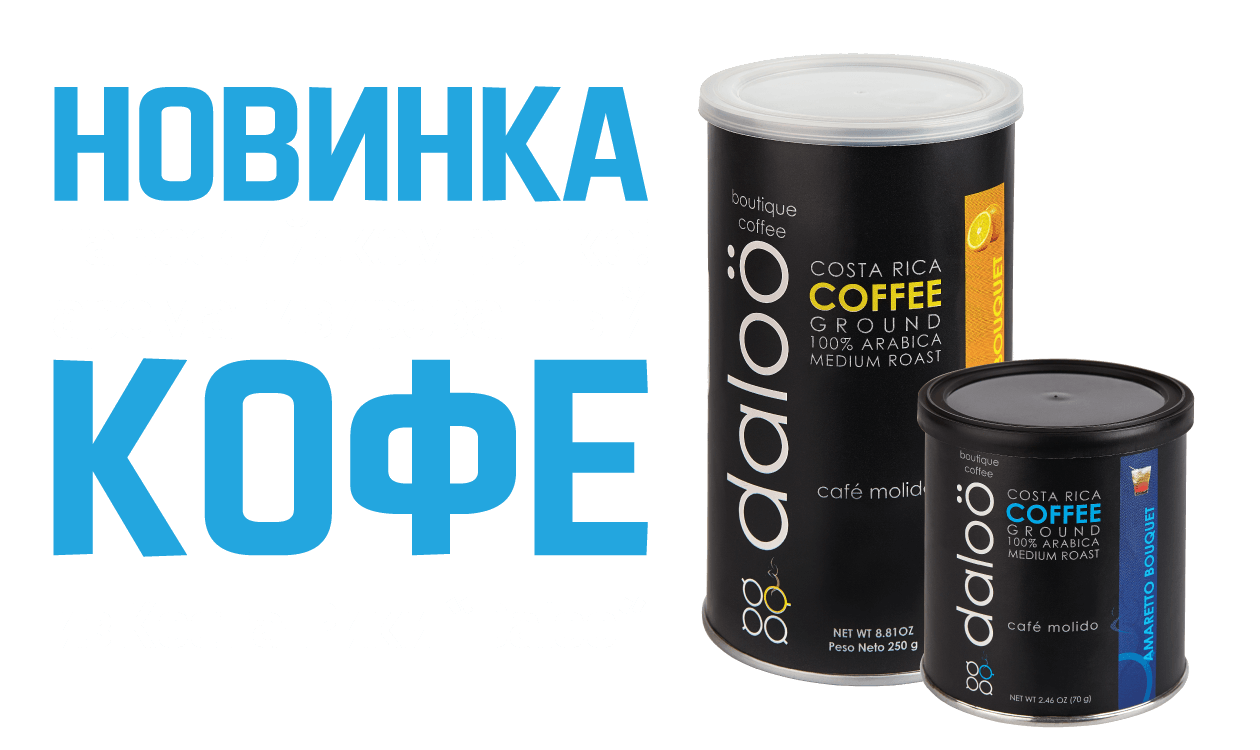 НОВИНКА
КОФЕ
boutique
coffee
daloö
COSTA RICA
COFFEE
GROUND
100% ARABICA
MEDIUM ROAST
café molido
NET WT 8.81OZ
Peso Neto 250 g
BOUQUET
boutique
coffee
daloö
COSTA RICA
COFFEE
GROUND
100% ARABICA
MEDIUM ROAST
café molido
NET WT 2.46 OZ (70 g)
AMARETTO BOUQUET